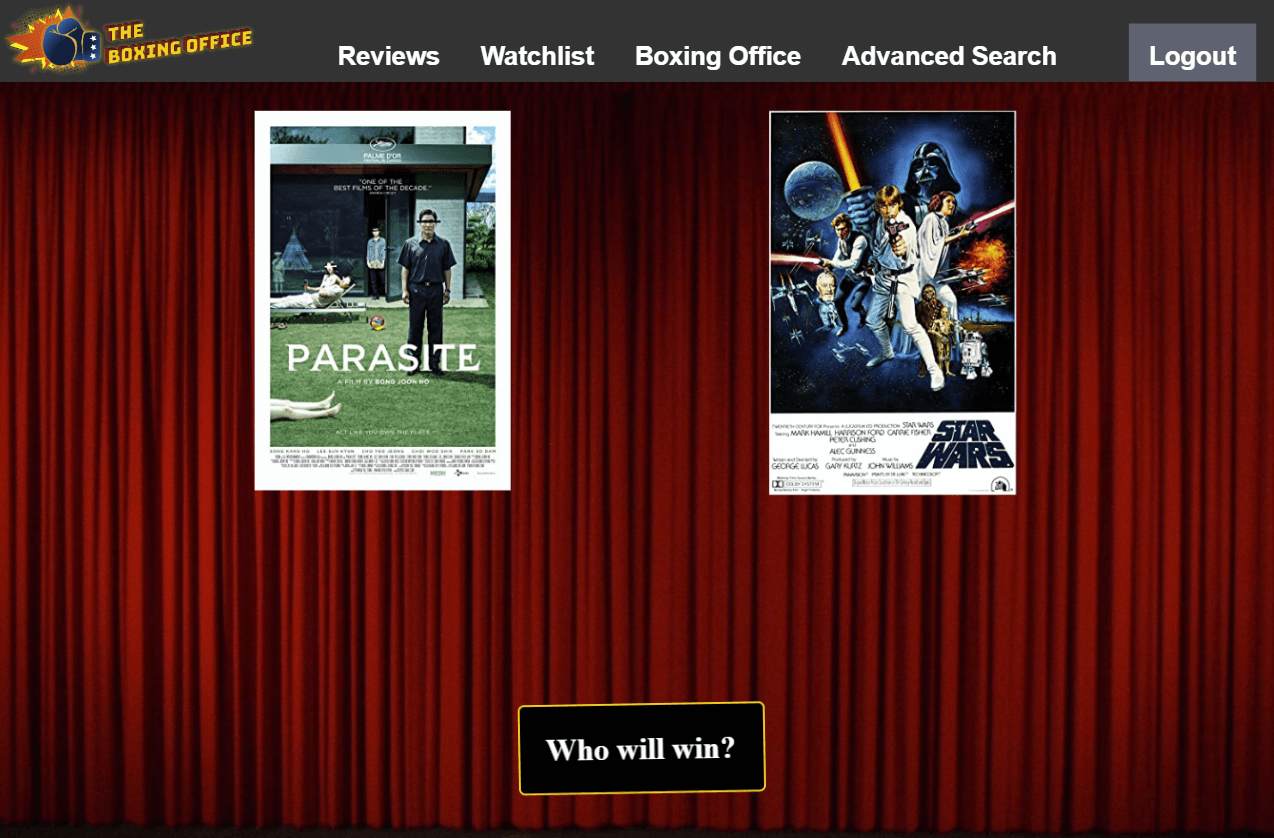 THE
BOXING OFFICE
Reviews
Watchlist
Boxing Office
Advanced Search
Logout
PALME D'OR
"ONE OF THE
BEST FILMS OF THE DECADE."
PARASITE
A FILM BY BONG JOON HO
ACT LIKE YOU OWN THE PLACE
SONG KANG HO LEE SUN KYUN CHO YEO JEONG CHOI WOO SHIK PARK SO DAM
TWENTIETH CENTURY-FOX Presents A LUCASFILM LTD. PRODUCTION STAR WARS
Starring MARK HAMILL HARRISON FORD CARRIE FISHER
PETER CUSHING
and
ALEC GUINNESS
Written and Directed by
GEORGE LUCAS
Produced by
GARY KURTZ
Music by
JOHN WILLIAMS
PANAVISION PRINTS BY DE LUXE TECHNICOLOR
DOLBY SYSTEM
STAR
WARS
Who will win?